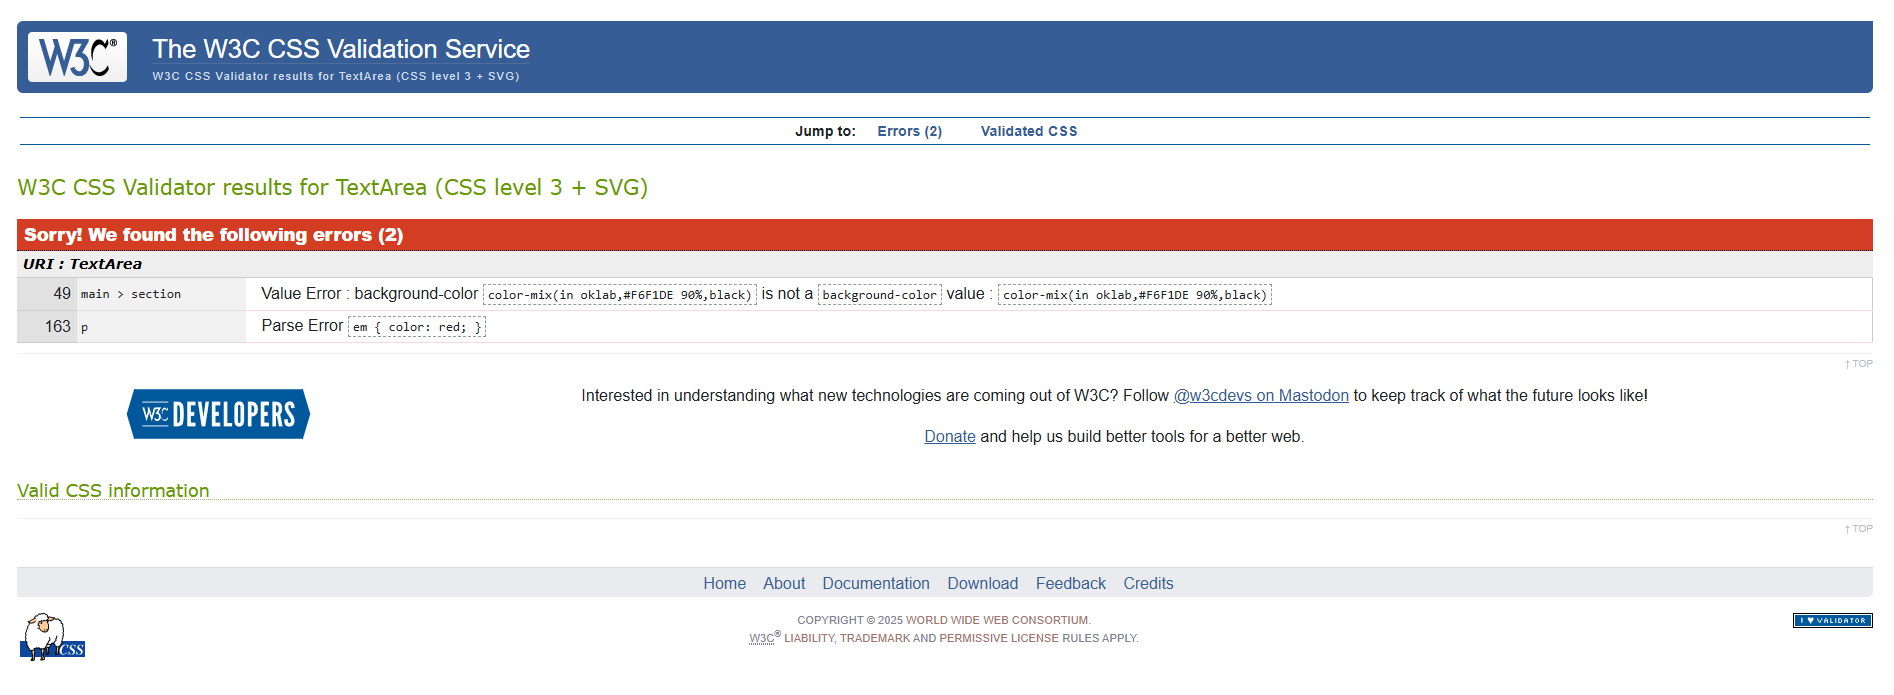 W3C®
The W3C CSS Validation Service
W3C CSS Validator results for TextArea (CSS level 3 + SVG)
Jump to: Errors (2) Validated CSS
W3C CSS Validator results for TextArea (CSS level 3 + SVG)
Sorry! We found the following errors (2)
URI : TextArea
49 main > section Value Error : background-color color-mix(in oklab,#F6F1DE 90%,black) is not a background-color value : color-mix(in oklab,#F6F1DE 90%,black)
163 p Parse Error em { color: red; }
↑ TOP
W3C DEVELOPERS
Interested in understanding what new technologies are coming out of W3C? Follow @w3cdevs on Mastodon to keep track of what the future looks like!
Donate and help us build better tools for a better web.
Valid CSS information
↑ TOP
Home About Documentation Download Feedback Credits
CSS
COPYRIGHT © 2025 WORLD WIDE WEB CONSORTIUM.
W3C® LIABILITY, TRADEMARK AND PERMISSIVE LICENSE RULES APPLY.
I ♥ VALIDATOR